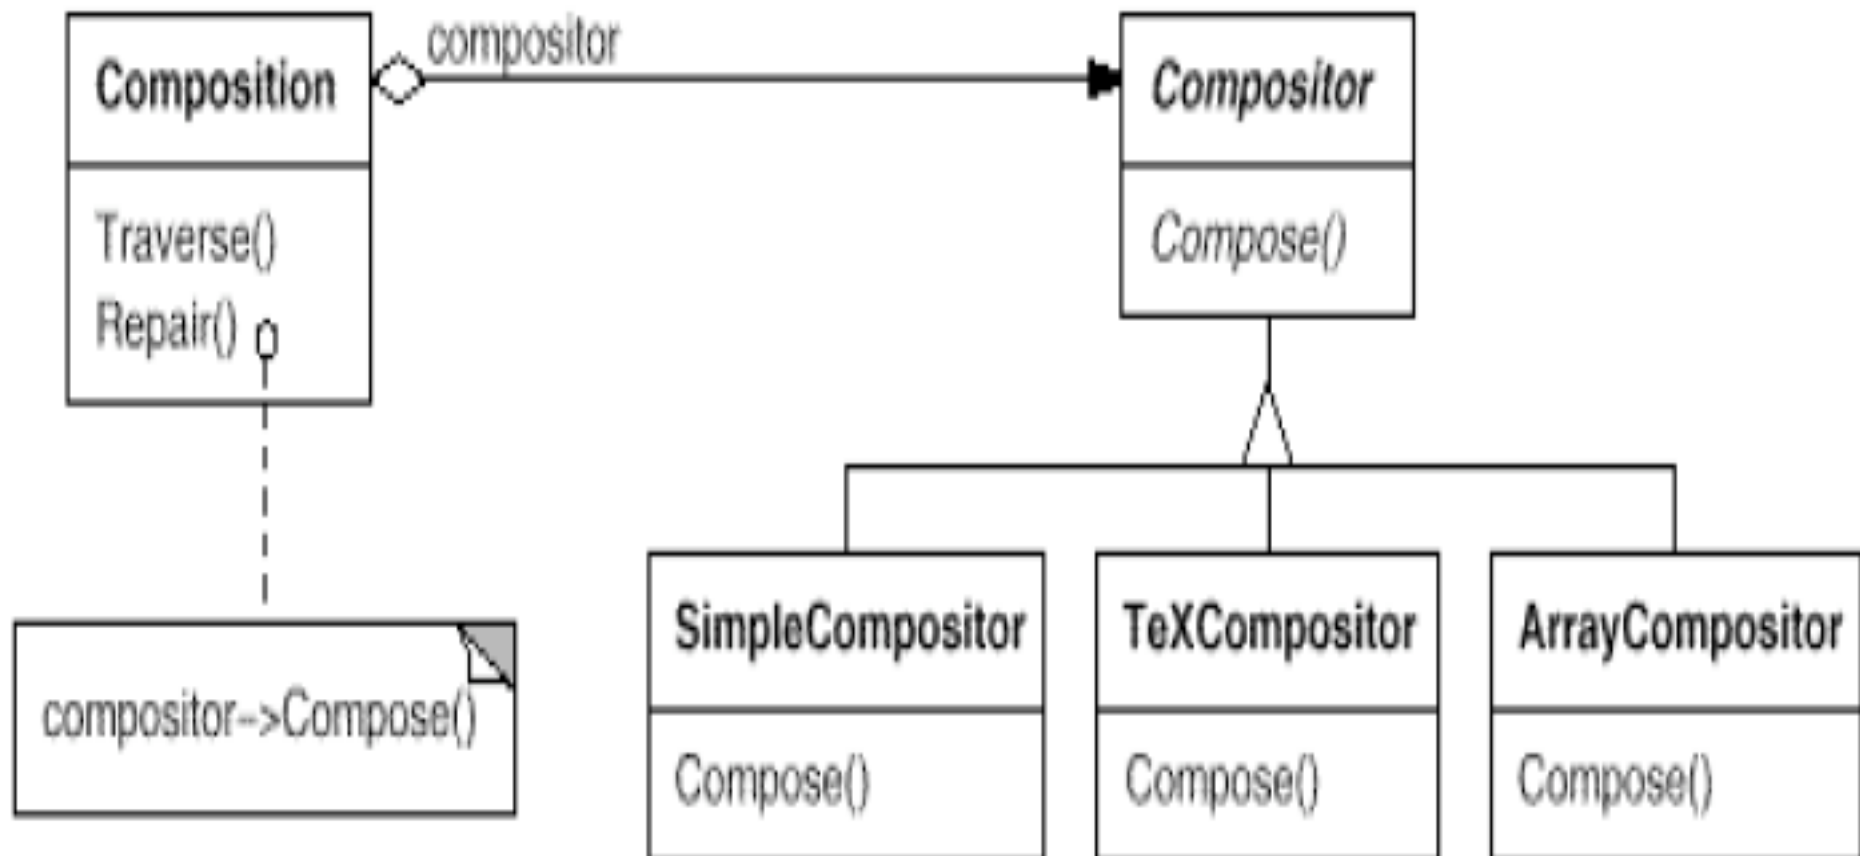 compositor
Composition
Traverse()
Repair()
compositor->Compose()
Compositor
Compose()
SimpleCompositor
Compose()
TeXCompositor
Compose()
ArrayCompositor
Compose()